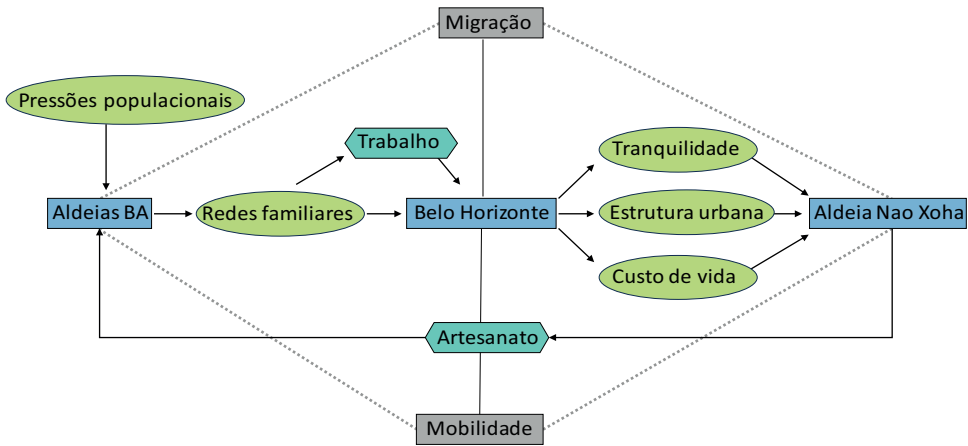 Migração
Pressões populacionais
Trabalho
Tranquilidade
Aldeias BA
Redes familiares
Belo Horizonte
Estrutura urbana
Aldeia Nao Xoha
Custo de vida
Artesanato
Mobilidade